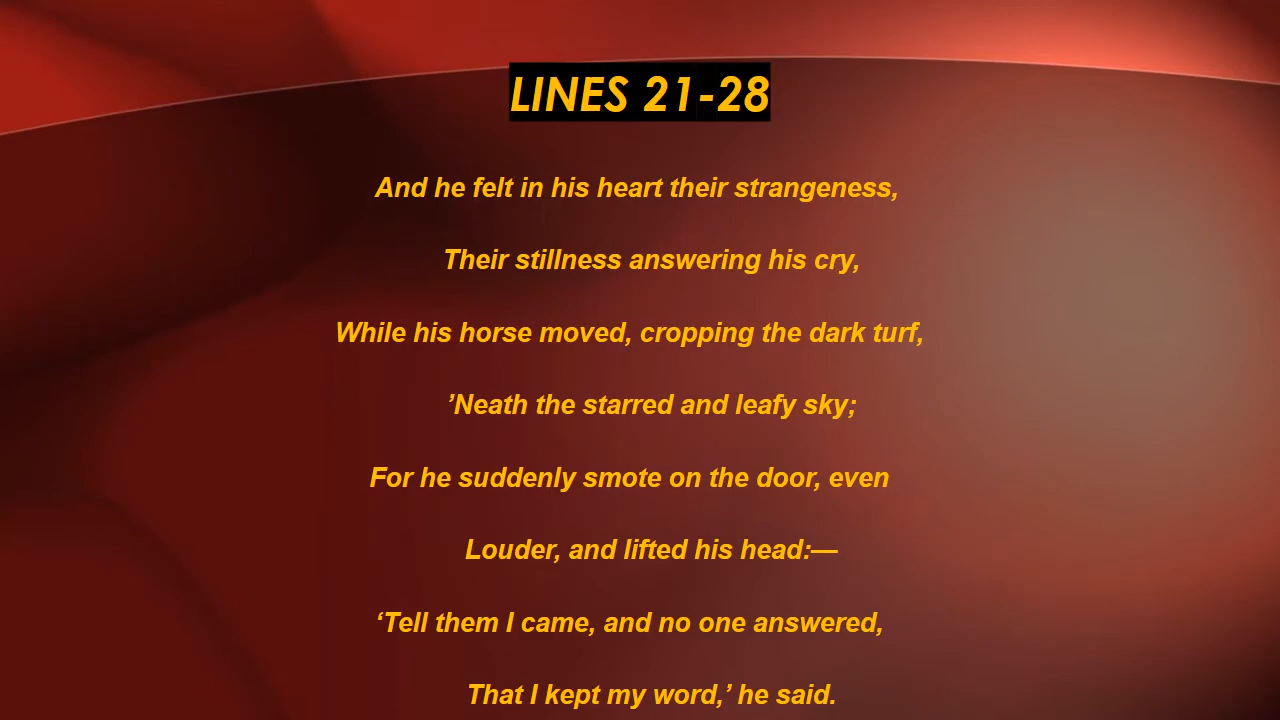 LINES 21-28
And he felt in his heart their strangeness,
Their stillness answering his cry,
While his horse moved, cropping the dark turf,
’Neath the starred and leafy sky;
For he suddenly smote on the door, even
Louder, and lifted his head:—
‘Tell them I came, and no one answered,
That I kept my word,’ he said.